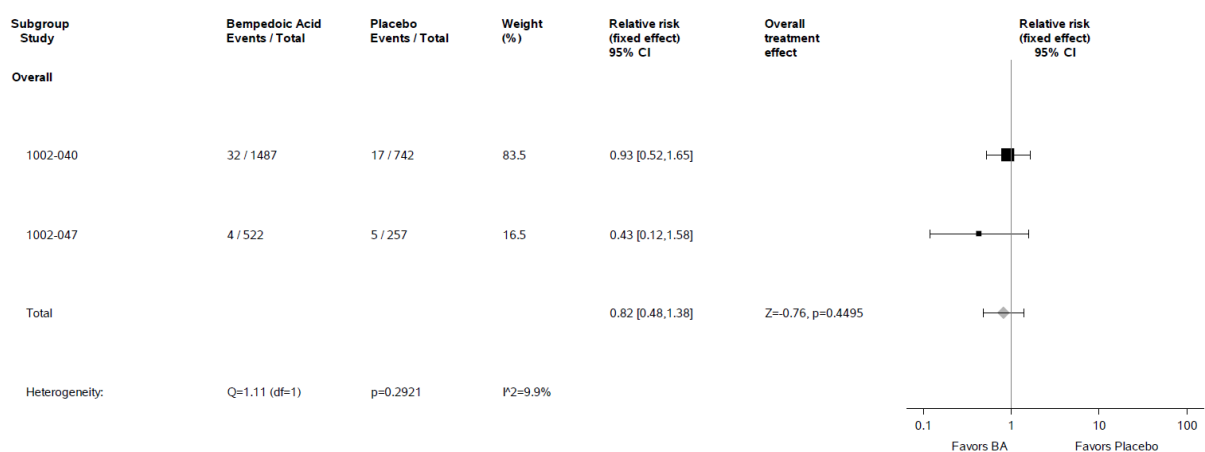 Subgroup Bempedoic Acid Placebo Weight Relative risk Overall Relative risk
Study Events / Total Events / Total (%) (fixed effect) treatment (fixed effect)
95% CI effect 95% CI
Overall
1002-040 32 / 1487 17 / 742 83.5 0.93 [0.52,1.65]
1002-047 4 / 522 5 / 257 16.5 0.43 [0.12,1.58]
Total 0.82 [0.48,1.38] Z=-0.76, p=0.4495
Heterogeneity: Q=1.11 (df=1) p=0.2921 I^2=9.9%
0.1 1 10 100
Favors BA Favors Placebo